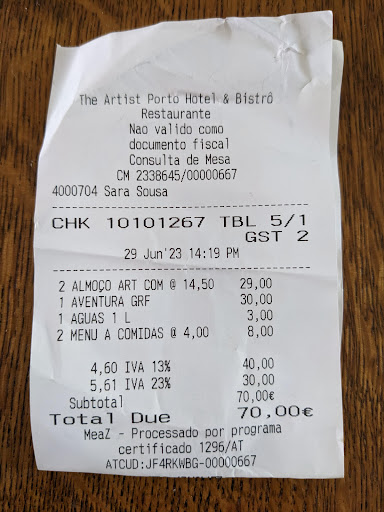 The Artist Porto Hotel & Bistrô
Restaurante
Nao valido como
documento fiscal
Consulta de Mesa
CM 2338645/00000667
4000704 Sara Sousa
CHK 10101267 TBL 5/1
GST 2
29 Jun'23 14:19 PM
2 ALMOÇO ART COM @ 14,50 29,00
1 AVENTURA GRF 30,00
1 AGUAS 1 L 3,00
2 MENU A COMIDAS @ 4,00 8,00
4,60 IVA 13% 40,00
5,61 IVA 23% 30,00
Subtotal 70,00€
Total Due 70,00€
MeaZ - Processado por programa
certificado 1296/AT
ATCUD:JF4RKWBG-00000667